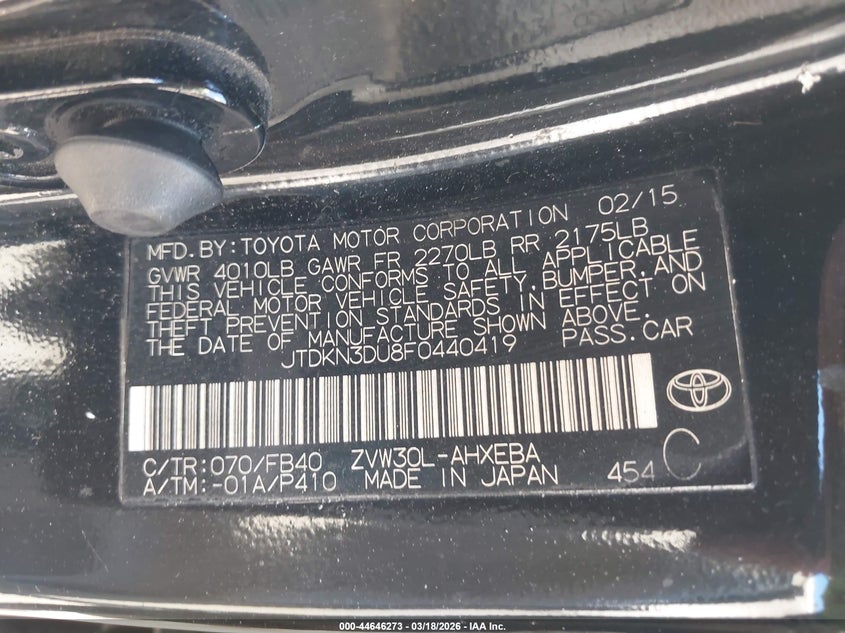 MFD.BY:TOYOTA MOTOR CORPORATION 02/15
GVWR 4010LB GAWR FR 2270LB RR 2175LB
THIS VEHICLE CONFORMS TO ALL APPLICABLE
FEDERAL MOTOR VEHICLE SAFETY,BUMPER,AND
THEFT PREVENTION STANDARDS IN EFFECT ON
THE DATE OF MANUFACTURE SHOWN ABOVE.
JTDKN3DU8F0440419 PASS.CAR
C/TR:070/FB40 ZVW30L-AHXEBA
A/TM:-01A/P410 MADE IN JAPAN 454 C
000-44646273 - 03/18/2026 - IAA Inc.